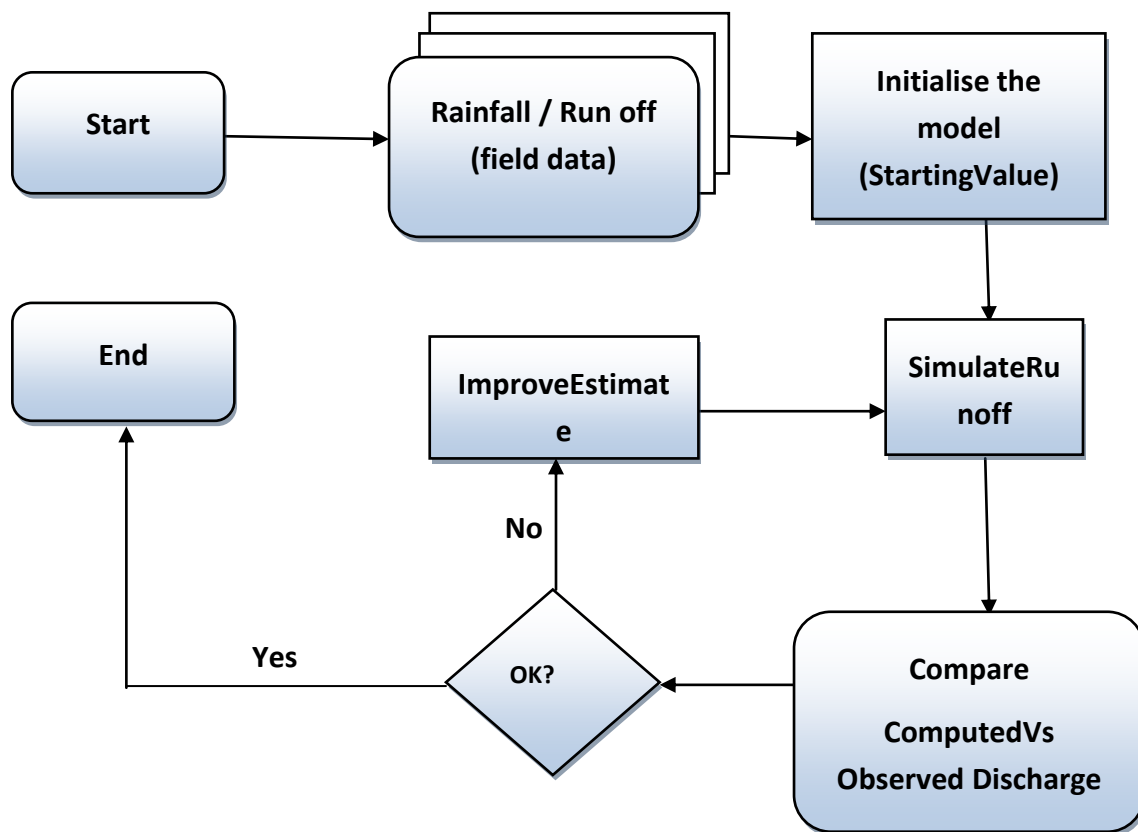 Start
Rainfall / Run off
(field data)
Initialise the
model
(StartingValue)
SimulateRu
noff
ImproveEstimat
e
End
No
Yes
OK?
Compare
ComputedVs
Observed Discharge